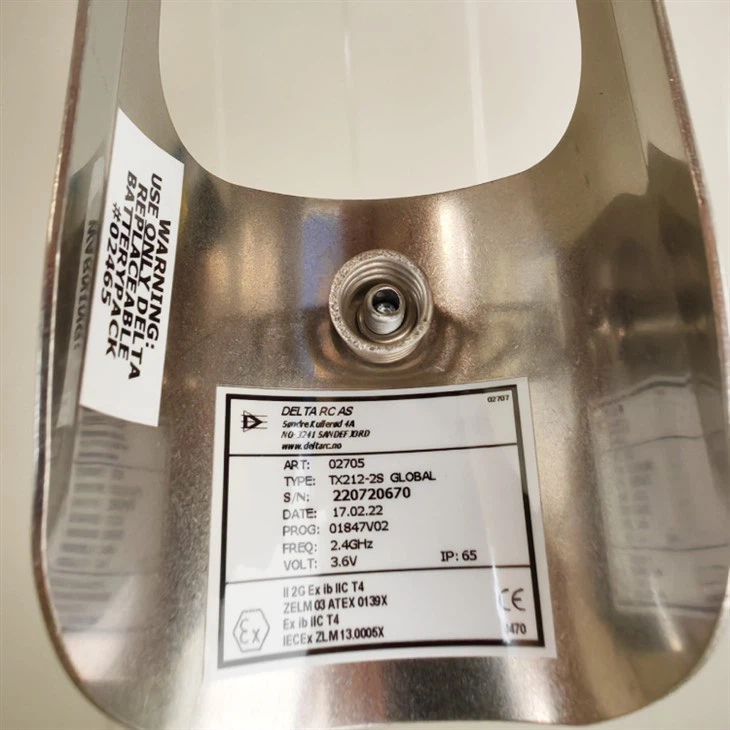 WARNING:
USE ONLY DELTA
REPLACEABLE
BATTERYPACK
#02465
DELTA RC AS
02707
Søndre Kullerød 4A
NO-3241 SANDEFJORD
www.deltarc.no
ART: 02705
TYPE: TX212-2S GLOBAL
S/N: 220720670
DATE: 17.02.22
PROG: 01847V02
FREQ: 2.4GHz
VOLT: 3.6V IP: 65
II 2G Ex ib IIC T4
ZELM 03 ATEX 0139X
Ex ib IIC T4
IECEx ZLM 13.0005X
Ex
CE